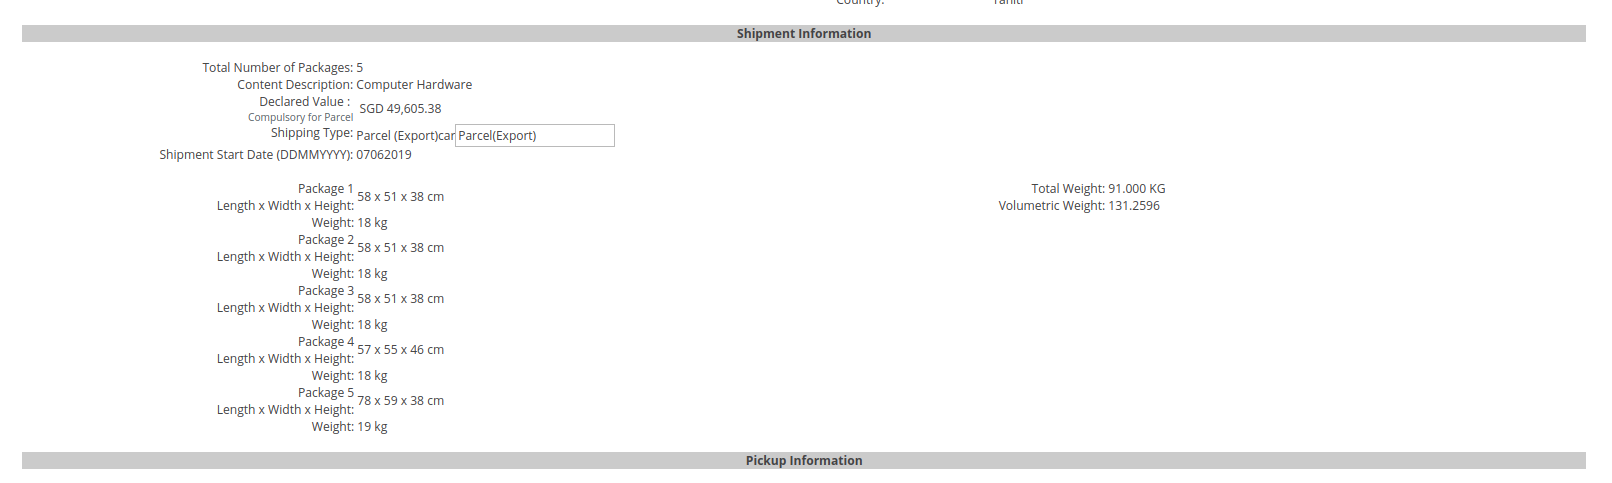 Country: Tahiti
Shipment Information
Total Number of Packages: 5
Content Description: Computer Hardware
Declared Value : SGD 49,605.38
Compulsory for Parcel
Shipping Type: Parcel (Export)car Parcel(Export)
Shipment Start Date (DDMMYYYY): 07062019
Package 1
Length x Width x Height: 58 x 51 x 38 cm
Weight: 18 kg
Package 2
Length x Width x Height: 58 x 51 x 38 cm
Weight: 18 kg
Package 3
Length x Width x Height: 58 x 51 x 38 cm
Weight: 18 kg
Package 4
Length x Width x Height: 57 x 55 x 46 cm
Weight: 18 kg
Package 5
Length x Width x Height: 78 x 59 x 38 cm
Weight: 19 kg
Total Weight: 91.000 KG
Volumetric Weight: 131.2596
Pickup Information